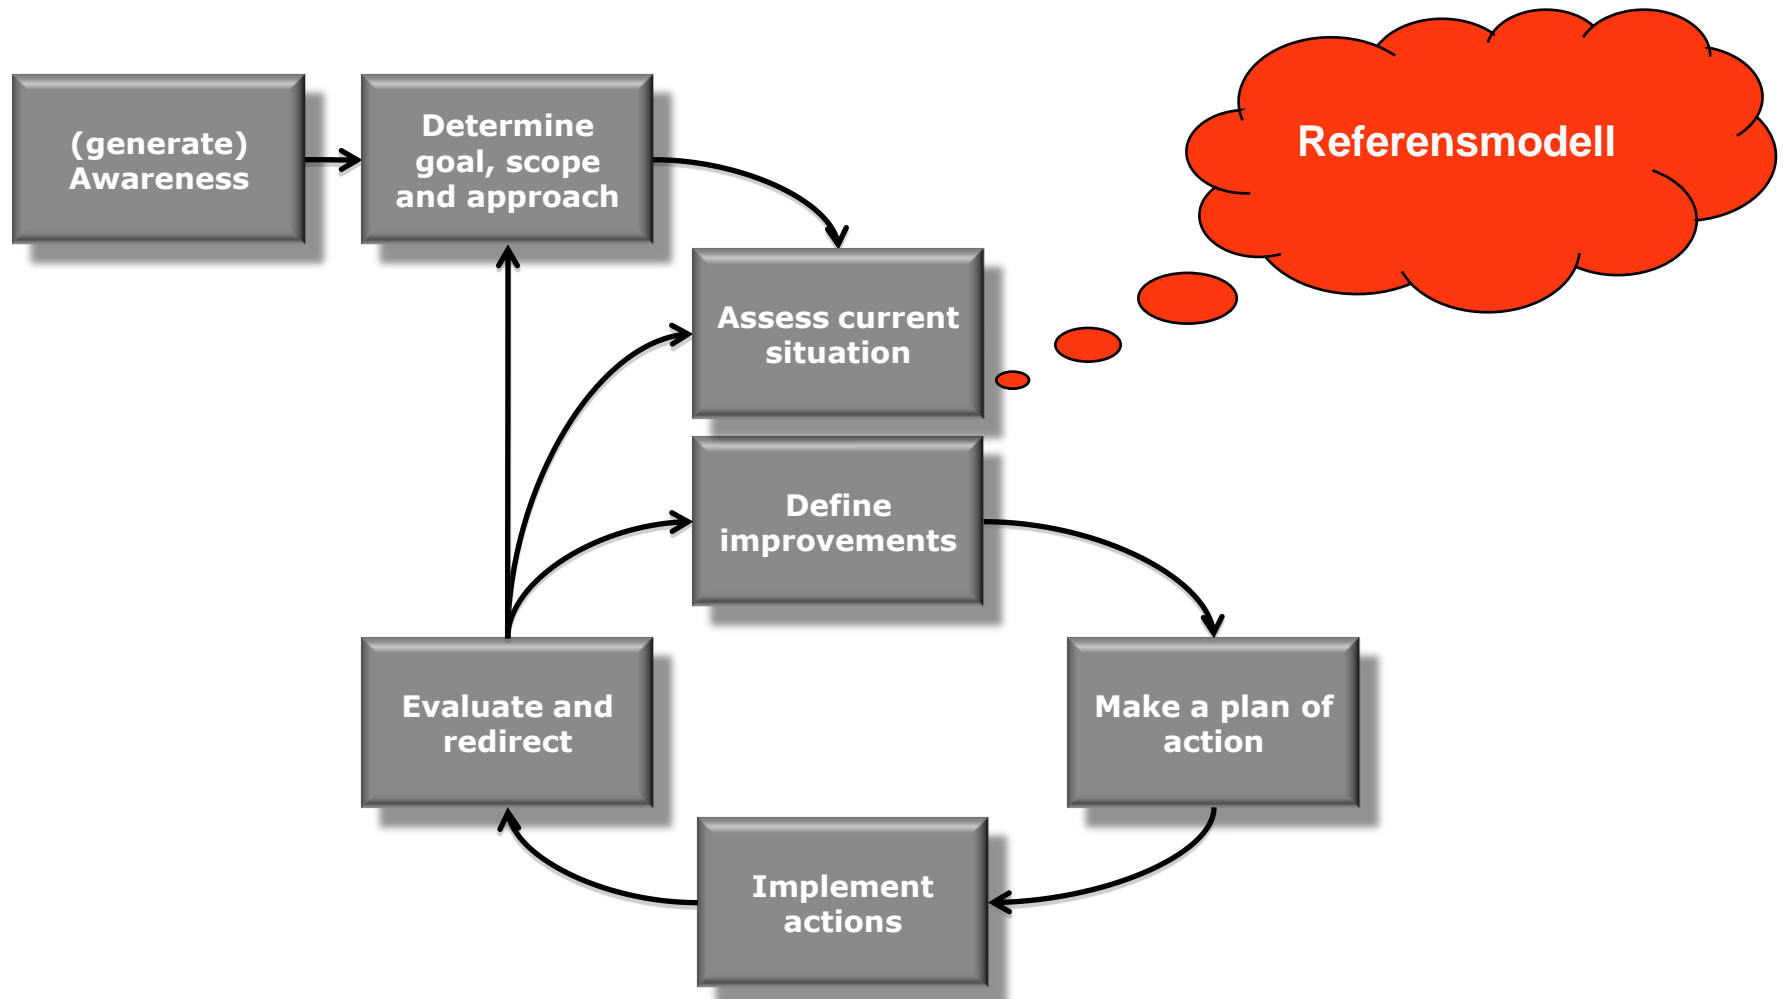 (generate)
Awareness
Determine
goal, scope
and approach
Referensmodell
Assess current
situation
Define
improvements
Evaluate and
redirect
Make a plan of
action
Implement
actions